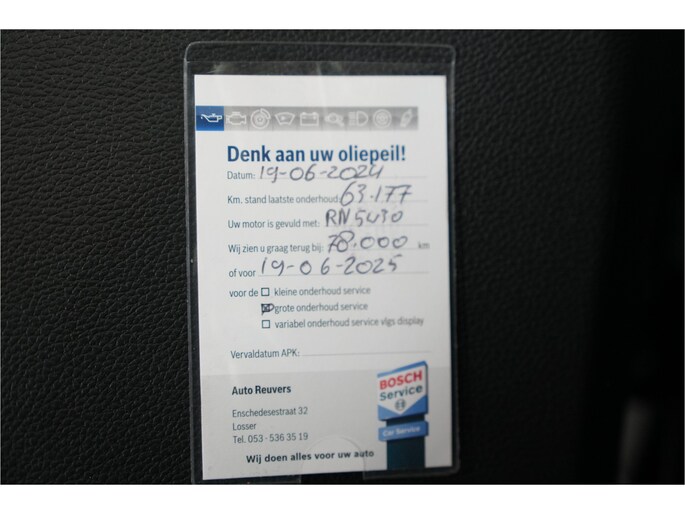 Denk aan uw oliepeil!
Datum: 19-06-2024
Km. stand laatste onderhoud: 63.177
Uw motor is gevuld met: RN5W30
Wij zien u graag terug bij: 78.000 km
of voor 19-06-2025
voor de kleine onderhoud service
grote onderhoud service
variabel onderhoud service vlgs display
Vervaldatum APK:
Auto Reuvers
Enschedesestraat 32
Losser
Tel. 053 - 536 35 19
Wij doen alles voor uw auto
BOSCH
Service
Car Service